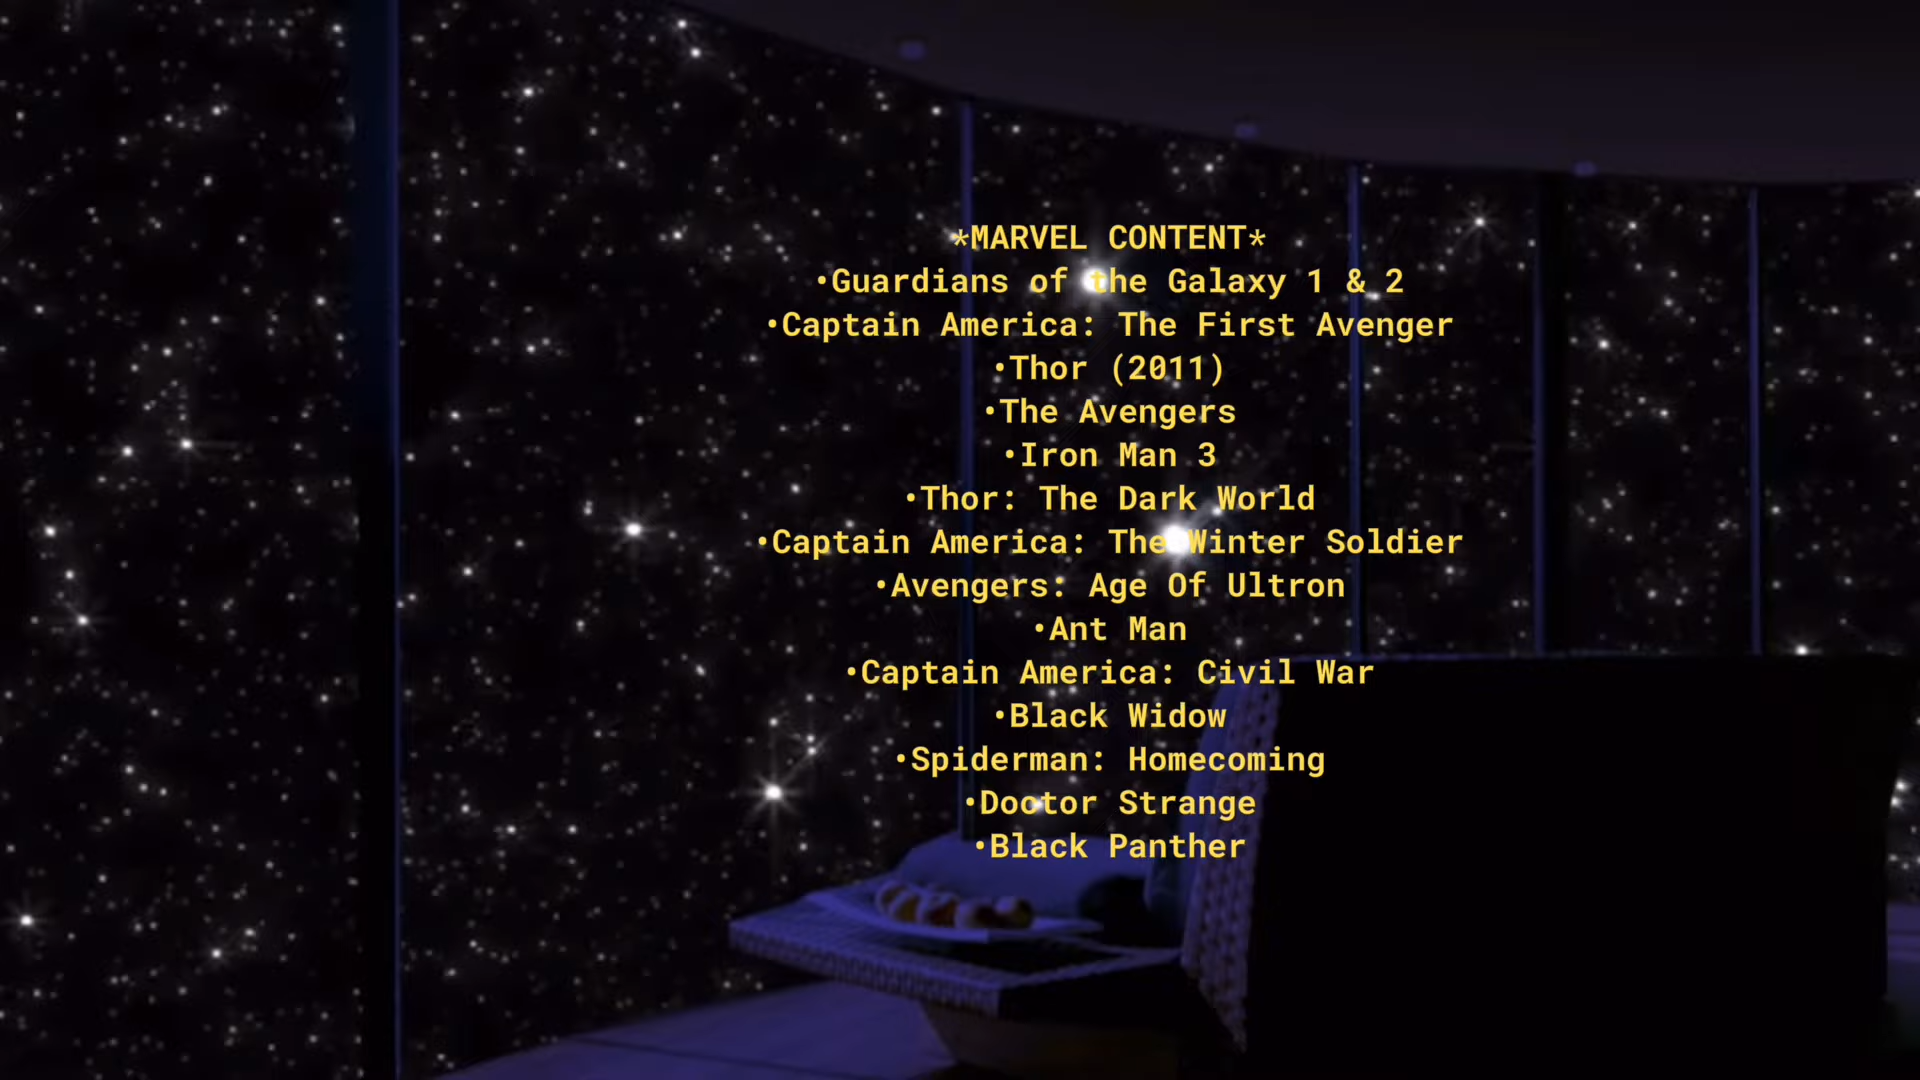 *MARVEL CONTENT*
•Guardians of the Galaxy 1 & 2
•Captain America: The First Avenger
•Thor (2011)
•The Avengers
•Iron Man 3
•Thor: The Dark World
•Captain America: The Winter Soldier
•Avengers: Age Of Ultron
•Ant Man
•Captain America: Civil War
•Black Widow
•Spiderman: Homecoming
•Doctor Strange
•Black Panther